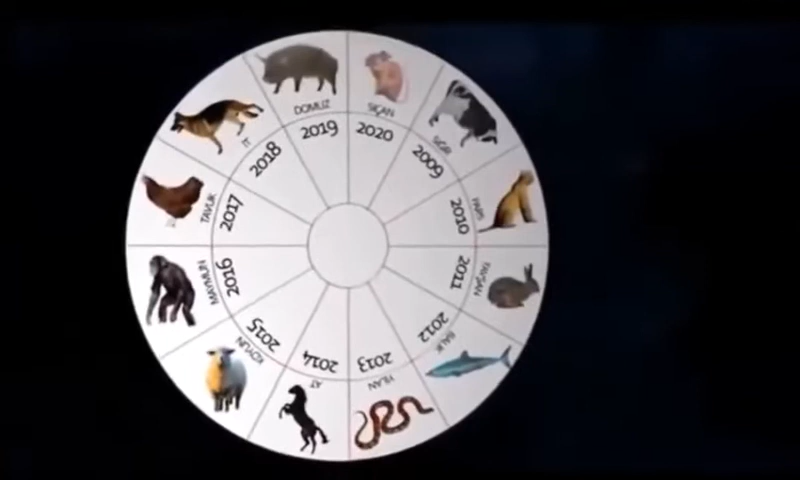 SIÇAN
2020
SIĞIR
2009
PARS
2010
TAVŞAN
2011
BALIK
2012
YILAN
2013
AT
2014
KOYUN
2015
MAYMUN
2016
TAVUK
2017
İT
2018
DOMUZ
2019